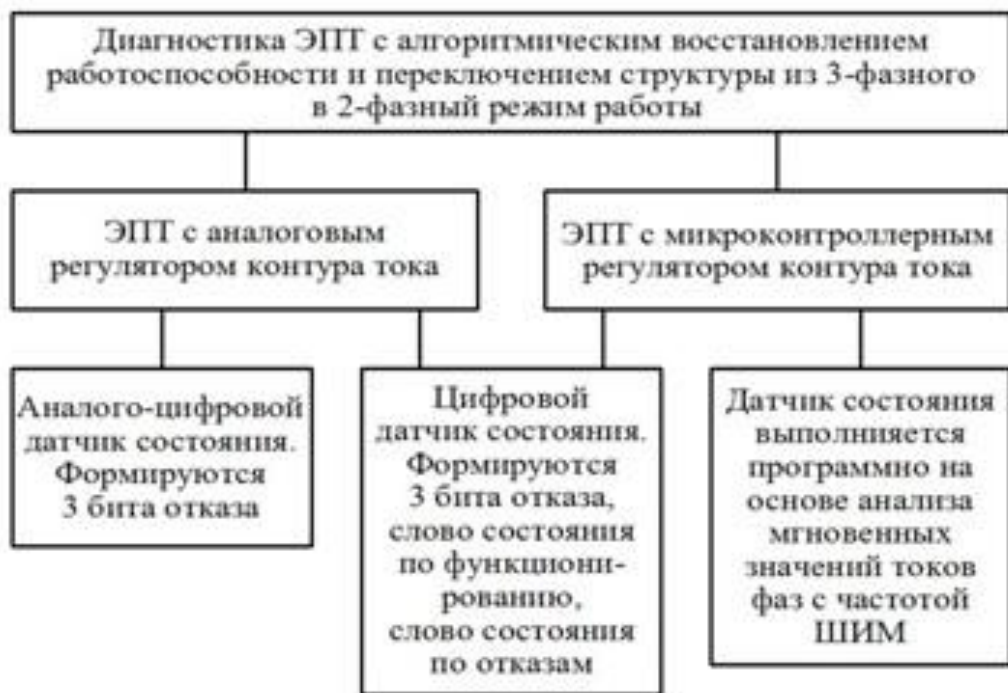 Диагностика ЭПТ с алгоритмическим восстановлением
работоспособности и переключением структуры из 3-фазного
в 2-фазный режим работы
ЭПТ с аналоговым
регулятором контура тока
ЭПТ с микроконтроллерным
регулятором контура тока
Аналого-цифровой
датчик состояния.
Формируются
3 бита отказа
Цифровой
датчик состояния.
Формируются
3 бита отказа,
слово состояния
по функциони-
рованию,
слово состояния
по отказам
Датчик состояния
выполнияется
программно на
основе анализа
мгновенных
значений токов
фаз с частотой
ШИМ